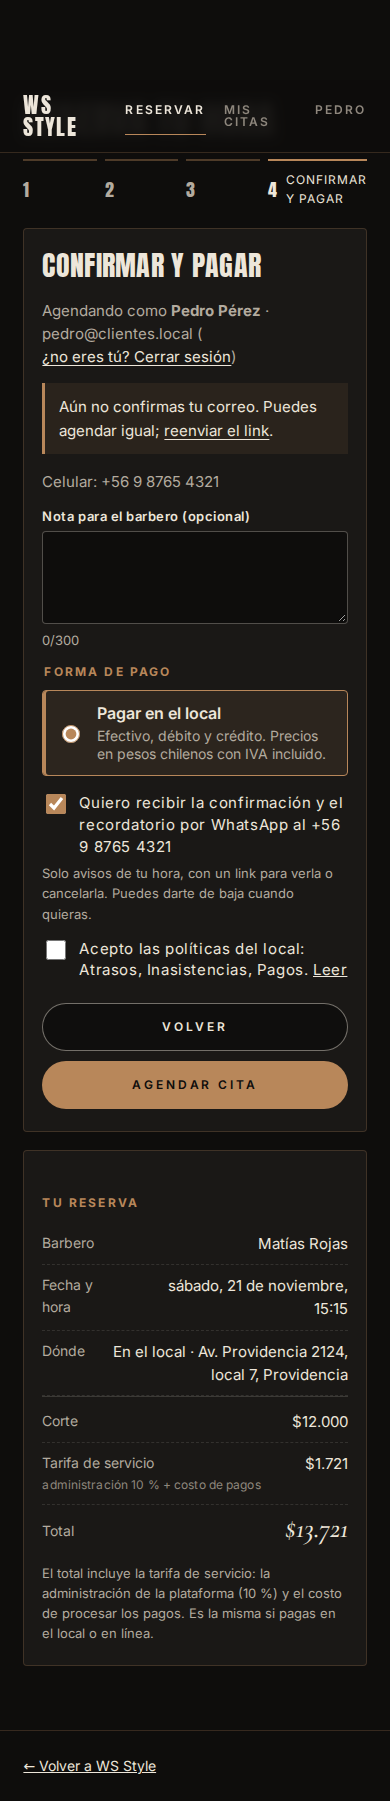 WS
STYLE
RESERVAR
MIS
CITAS
PEDRO
1
2
3
4 CONFIRMAR
Y PAGAR
CONFIRMAR Y PAGAR
Agendando como Pedro Pérez ·
pedro@clientes.local (
¿no eres tú? Cerrar sesión)
Aún no confirmas tu correo. Puedes
agendar igual; reenviar el link.
Celular: +56 9 8765 4321
Nota para el barbero (opcional)
0/300
FORMA DE PAGO
Pagar en el local
Efectivo, débito y crédito. Precios
en pesos chilenos con IVA incluido.
Quiero recibir la confirmación y el
recordatorio por WhatsApp al +56
9 8765 4321
Solo avisos de tu hora, con un link para verla o
cancelarla. Puedes darte de baja cuando
quieras.
Acepto las políticas del local:
Atrasos, Inasistencias, Pagos. Leer
VOLVER
AGENDAR CITA
TU RESERVA
Barbero Matías Rojas
Fecha y sábado, 21 de noviembre,
hora 15:15
Dónde En el local · Av. Providencia 2124,
local 7, Providencia
Corte $12.000
Tarifa de servicio $1.721
administración 10 % + costo de pagos
Total $13.721
El total incluye la tarifa de servicio: la
administración de la plataforma (10 %) y el costo
de procesar los pagos. Es la misma si pagas en
el local o en línea.
← Volver a WS Style